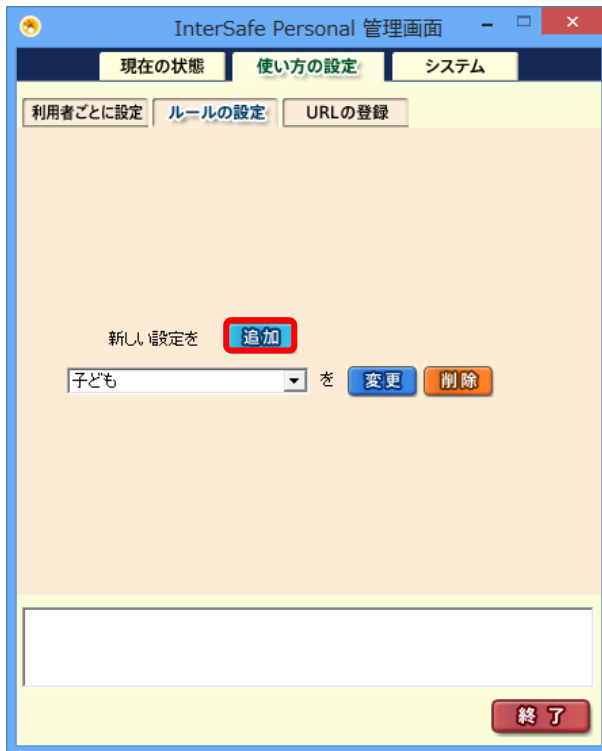 InterSafe Personal 管理画面
現在の状態 使い方の設定 システム
利用者ごとに設定 ルールの設定 URLの登録
新しい設定を 追加
子ども を 変更 削除
終了